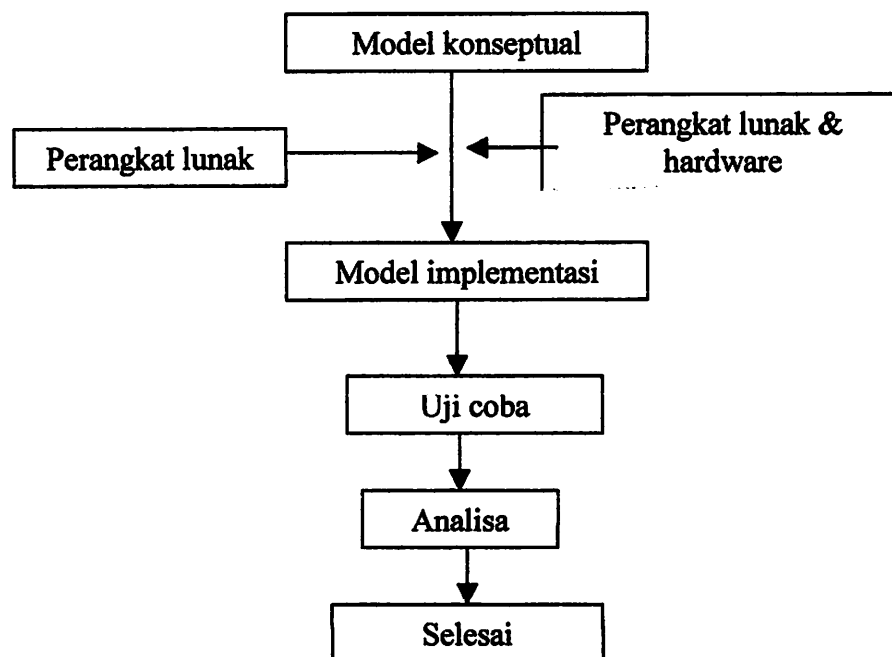 Model konseptual
Perangkat lunak
Perangkat lunak &
hardware
Model implementasi
Uji coba
Analisa
Selesai